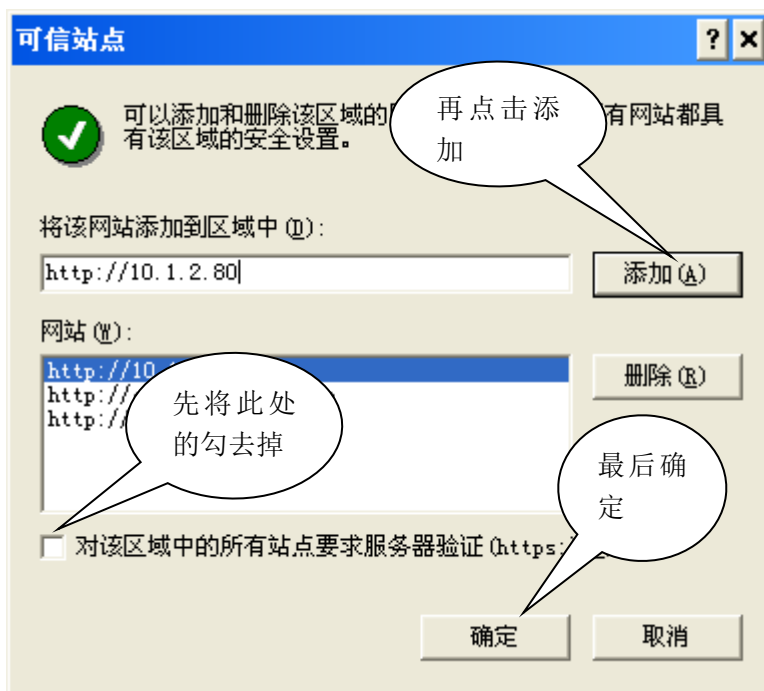 可信站点
可以添加和删除该区域的
再点击添
加
有网站都具
有该区域的安全设置。
将该网站添加到区域中(D):
http://10.1.2.80
添加(A)
网站(W):
http://10
http://
http://
删除(R)
先将此处
的勾去掉
最后确
定
对该区域中的所有站点要求服务器验证(https:
确定
取消